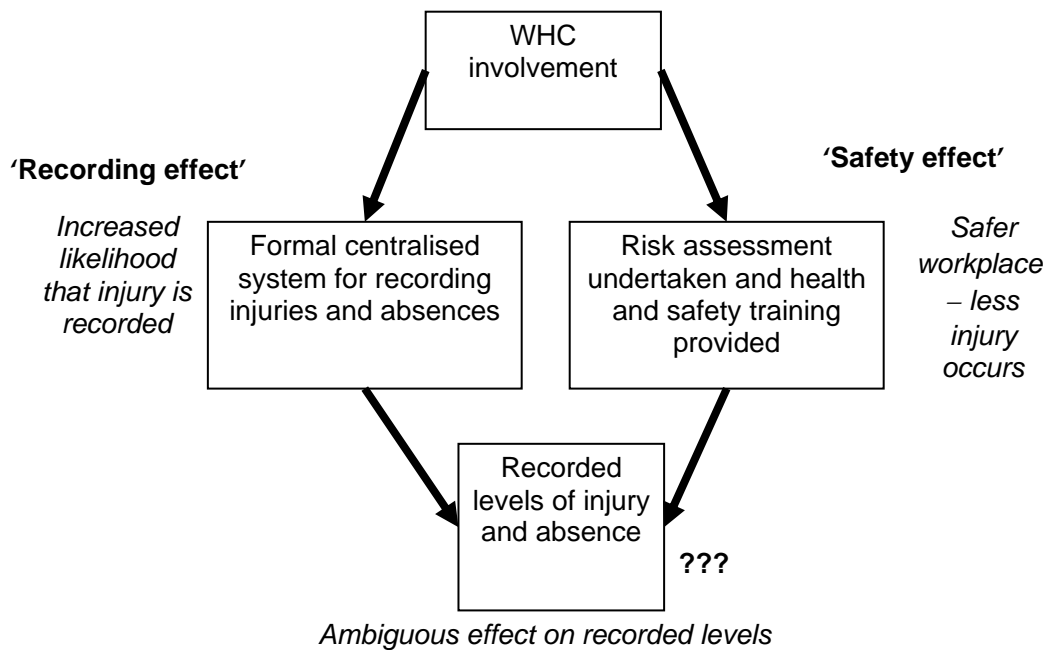 WHC
involvement
'Recording effect'
'Safety effect'
Increased
likelihood
that injury is
recorded
Formal centralised
system for recording
injuries and absences
Risk assessment
undertaken and health
and safety training
provided
Safer
workplace
– less
injury
occurs
Recorded
levels of injury
and absence
???
Ambiguous effect on recorded levels